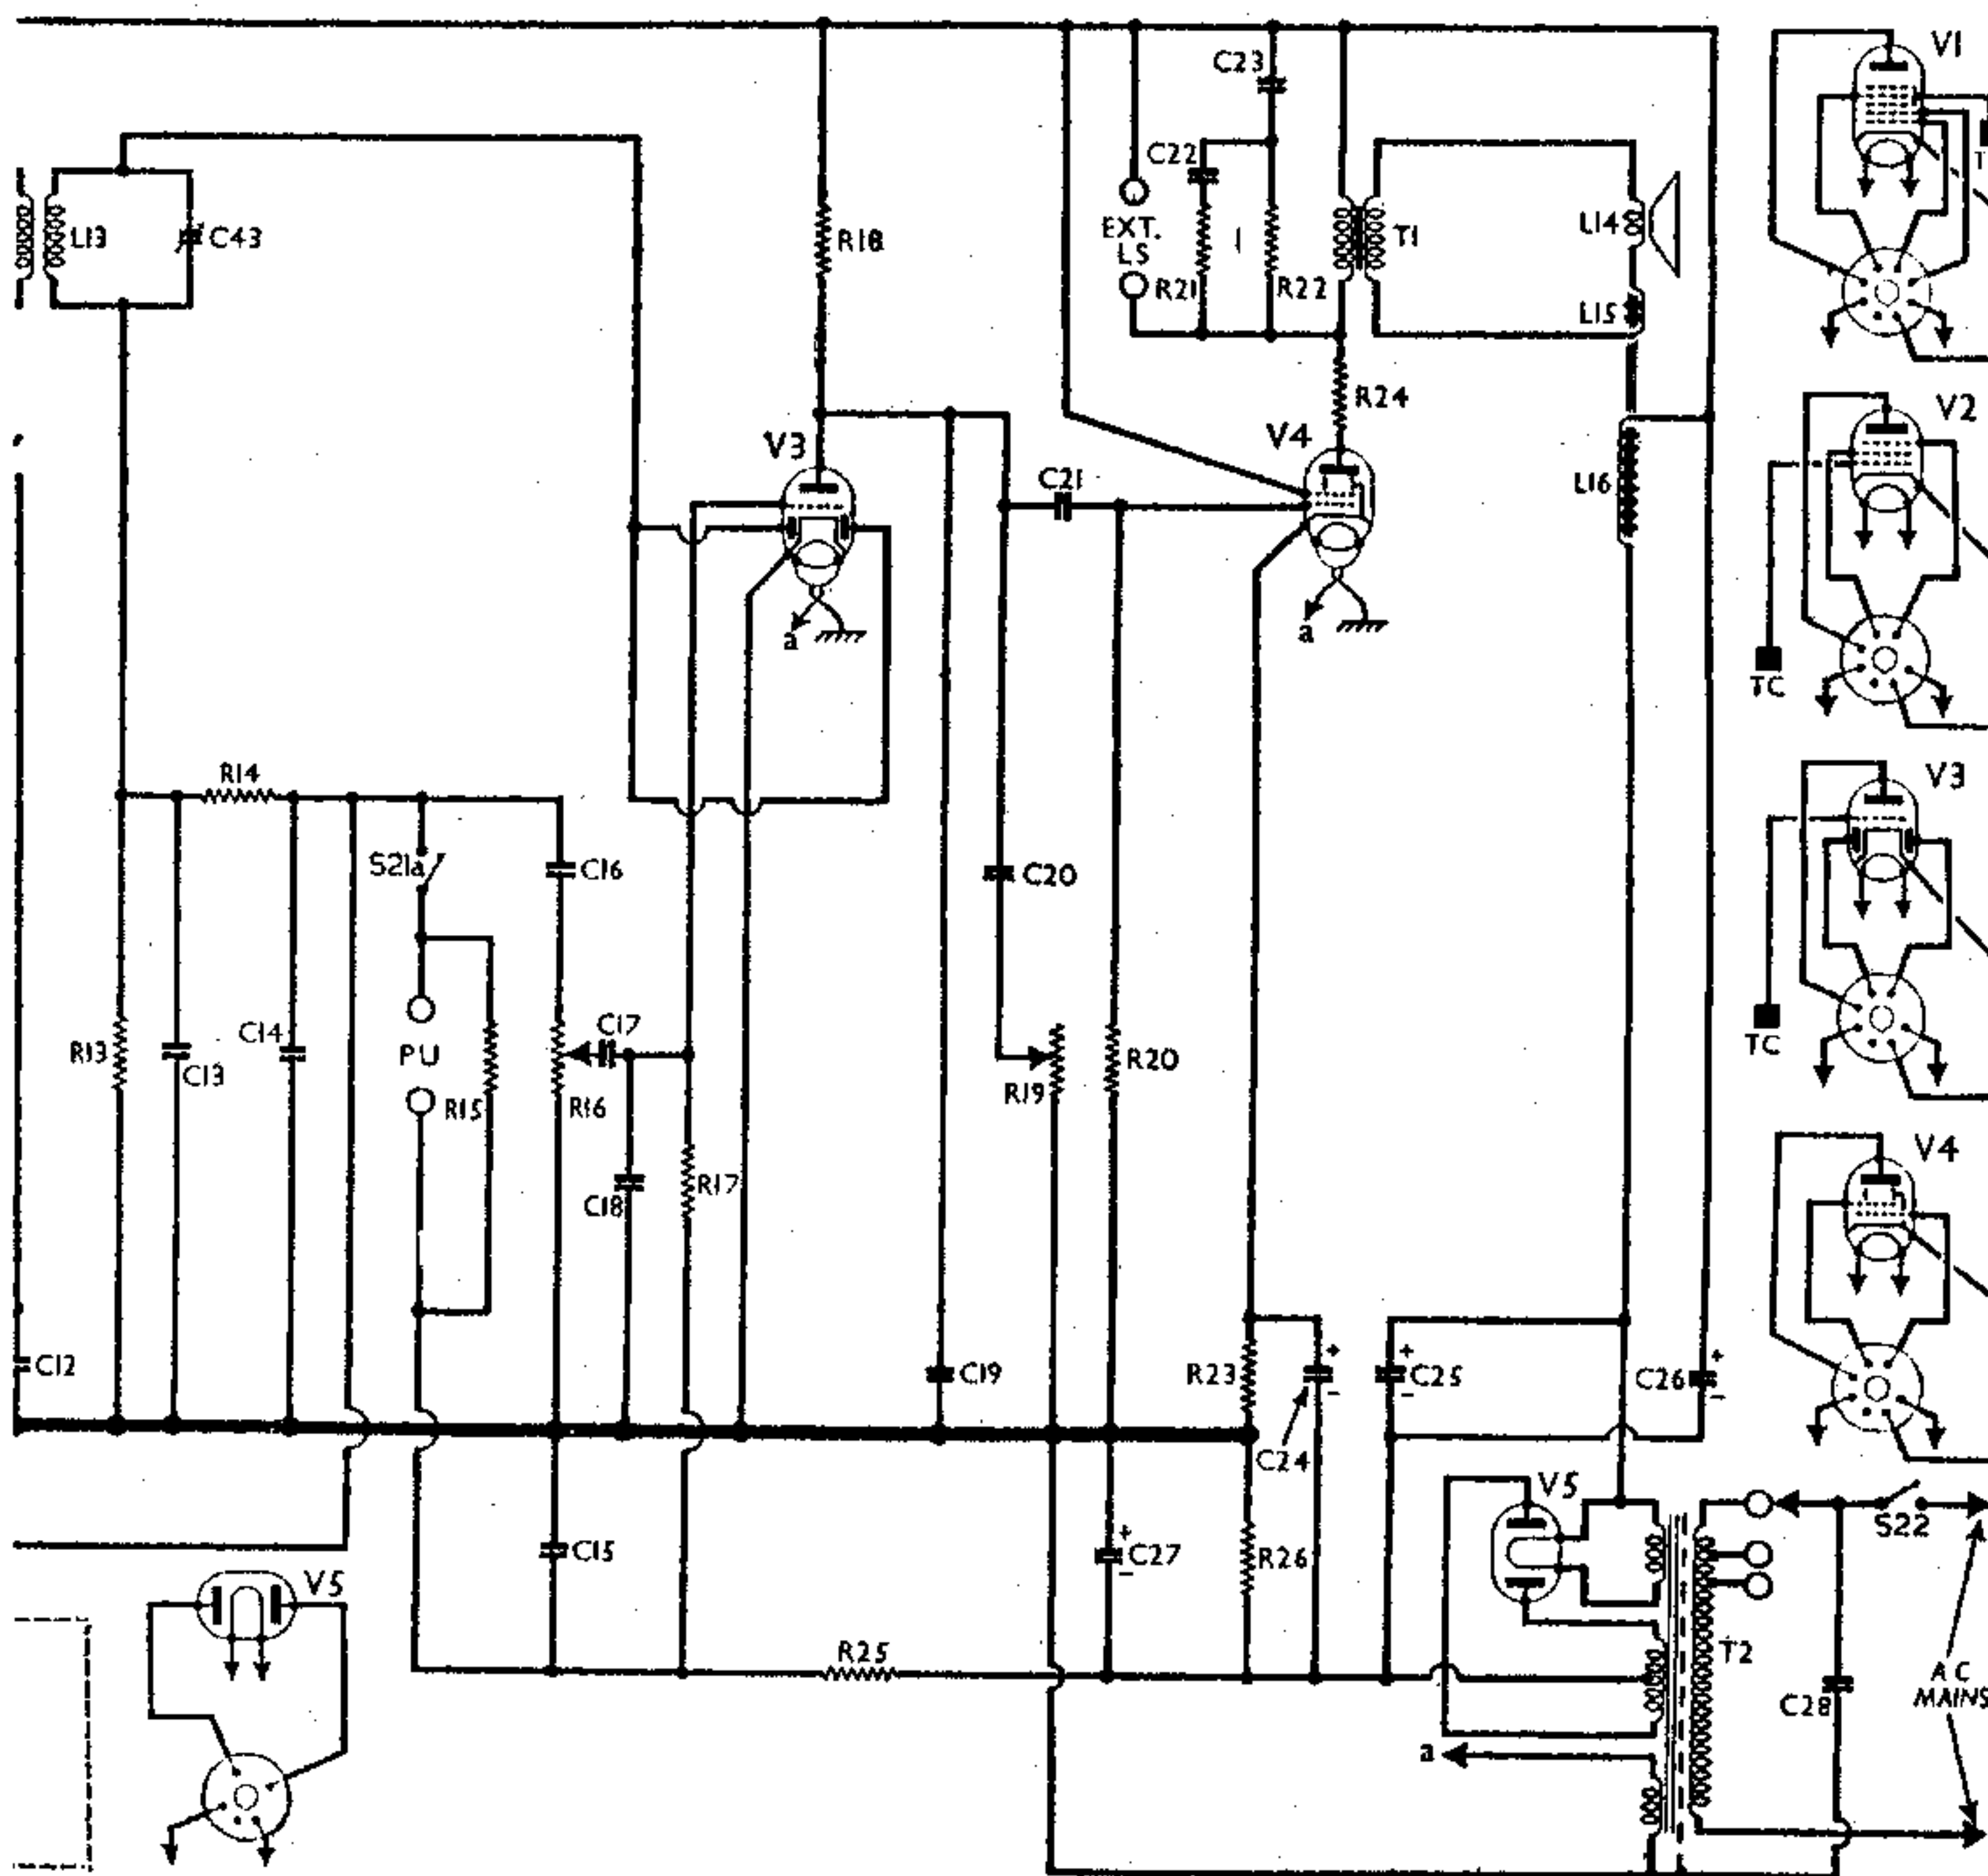 C23
V1
C22
L13
C43
R18
EXT.
LS
R21
R22
T1
L14
L15
R24
V2
V3
V4
C21
L16
a
a
TC
R14
V3
S21a
C16
C20
R13
C13
C14
PU
R15
R16
C17
C18
R17
R19
R20
TC
V4
C12
C19
R23
+
-
C24
+
-
C25
C26
+
-
V5
S22
C15
+
-
C27
R26
V5
R25
T2
C28
AC
MAINS
a